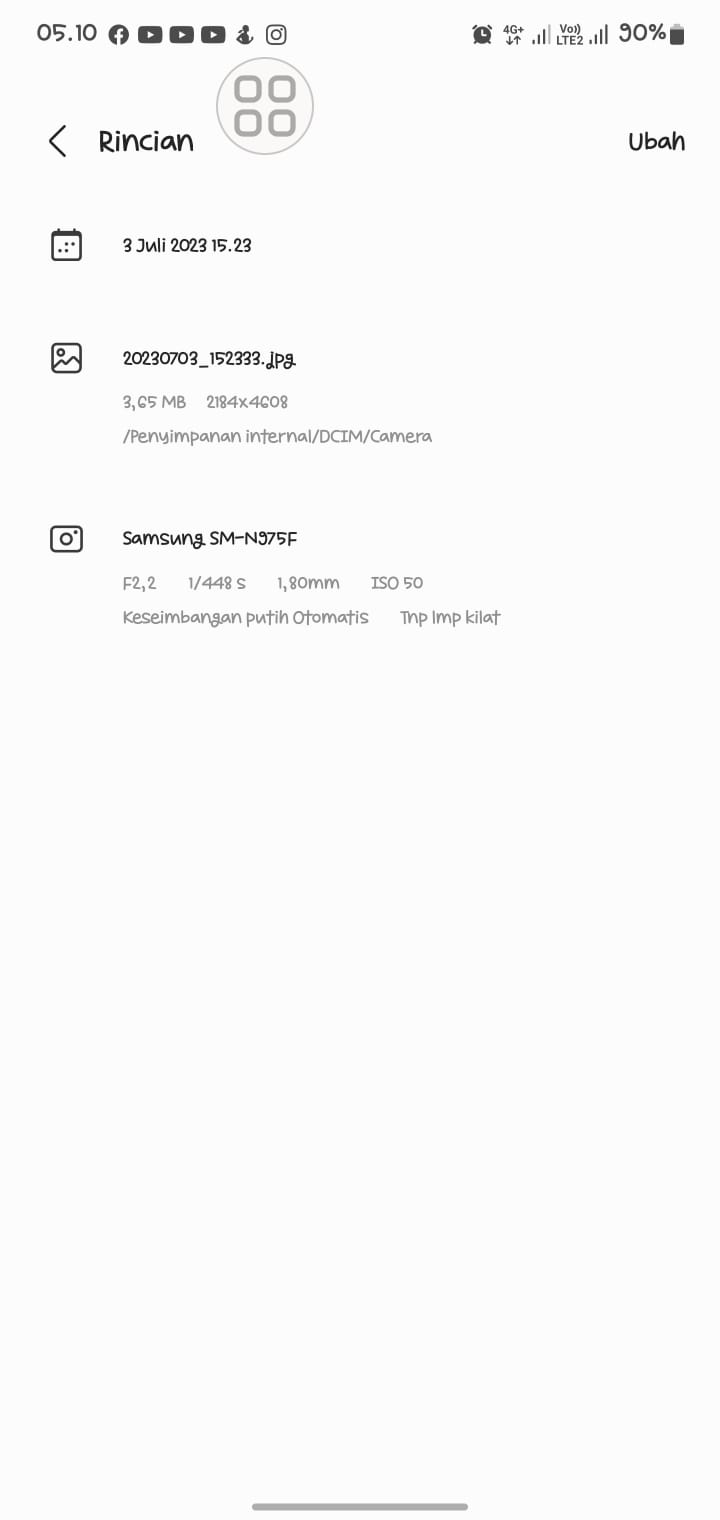 05.10 4G+ Vo)) LTE2 90%
Rincian Ubah
3 Juli 2023 15.23
20230703_152333.jpg
3,65 MB 2184x4608
/Penyimpanan internal/DCIM/Camera
Samsung SM-N975F
F2,2 1/448 s 1,80mm ISO 50
Keseimbangan putih Otomatis Tnp lmp kilat